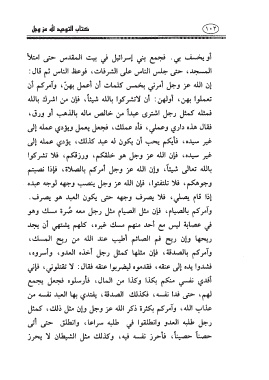 ١٠٢
كتاب التوحيد لله عز وجل
أو يخسف بي. فجمع بني إسرائيل في بيت المقدس حتى امتلأ
المسجد، حتى جلس الناس على الشرفات، فوعظ الناس ثم قال:
إن الله عز وجل أمرني بخمس كلمات أن أعمل بهن، وآمركم أن
تعملوا بهن، أولهن: أن لا تشركوا بالله شيئاً، فإن من أشرك بالله
فمثله كمثل رجل اشترى عبداً من خالص ماله بالذهب أو ورق،
فقال هذه داري وعملي، فأد عملك، فجعل يعمل ويؤدي عمله إلى
غير سيده، فأيكم يحب أن يكون له عبد كذلك، يؤدي عمله إلى
غير سيده، فإن الله عز وجل هو خلقكم، ورزقكم، فلا تشركوا
بالله تعالى شيئاً، وإن الله عز وجل أمركم بالصلاة، فإذا نصبتم
وجوهكم، فلا تلتفتوا، فإن الله عز وجل ينصب وجهه لوجه عبده
إذا قام يصلي، فلا يصرف وجهه حتى يكون العبد هو يصرف.
وآمركم بالصيام، فإن مثل الصيام مثل رجل معه صُرة مسك وهو
في عصابة ليس مع أحد منهم مسك غيره، كلهم يشتهي أن يجد
ريحها وإن ريح فم الصائم أطيب عند الله من ريح المسك،
وآمركم بالصدقة، فإن مثلها كمثل رجل أخذه العدو، وأسروه،
فشدوا يده إلى عنقه، فقدموه ليضربوا عنقه فقال: لا تقتلوني، فإني
أفدي نفسي منكم بكذا وكذا من المال، فأرسلوه فجعل يجمع
لهم، حتى فدا نفسه، فكذلك الصدقة، يفتدي بها العبد نفسه من
عذاب الله، وآمركم بكثرة ذكر الله عز وجل وإن مثل ذلك، كمثل
رجل طلبه العدو وانطلقوا في طلبه سراعا، وانطلق حتى أتى
حصناً حصيناً، فأحرز نفسه فيه، وكذلك مثل الشيطان لا يحرز